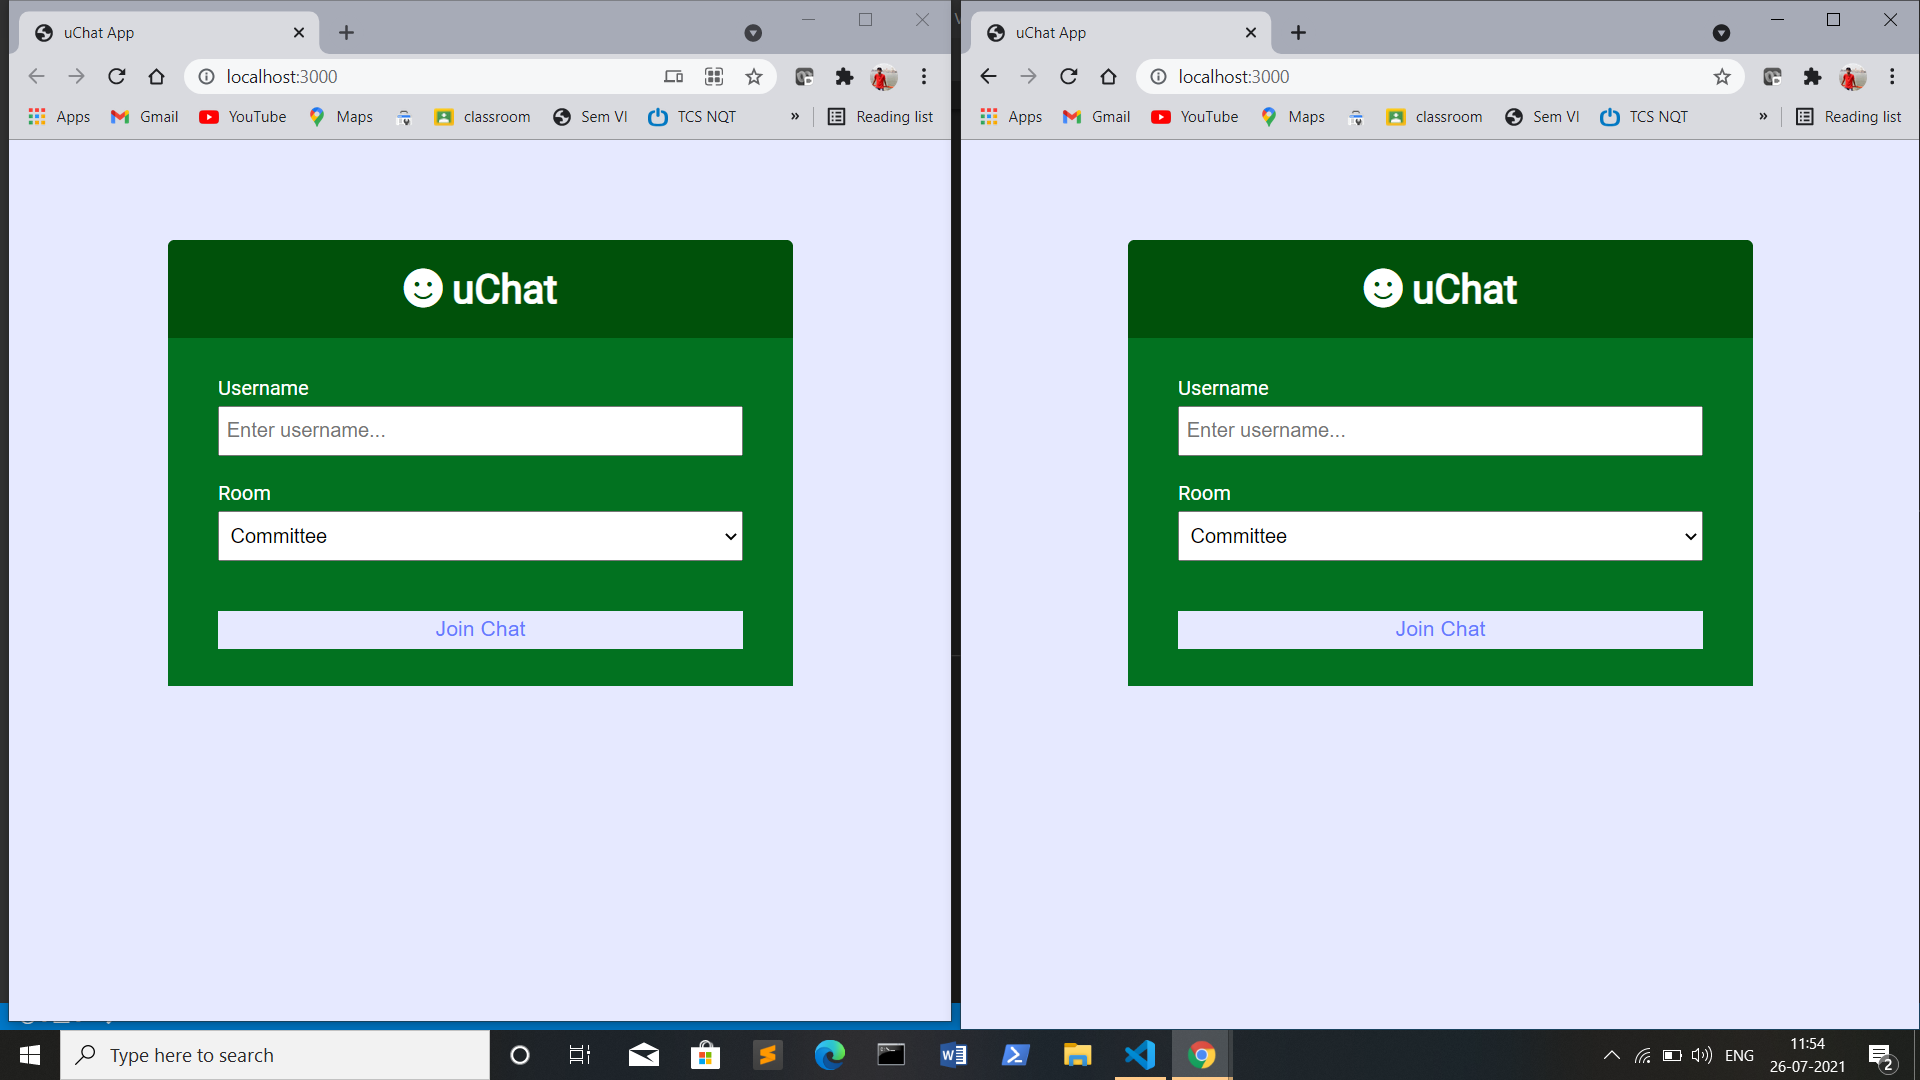 uChat App
localhost:3000
Apps Gmail YouTube Maps classroom Sem VI TCS NQT » Reading list
uChat
Username
Enter username...
Room
Committee
Join Chat
uChat App
localhost:3000
Apps Gmail YouTube Maps classroom Sem VI TCS NQT » Reading list
uChat
Username
Enter username...
Room
Committee
Join Chat
Type here to search
ENG
11:54
26-07-2021
2